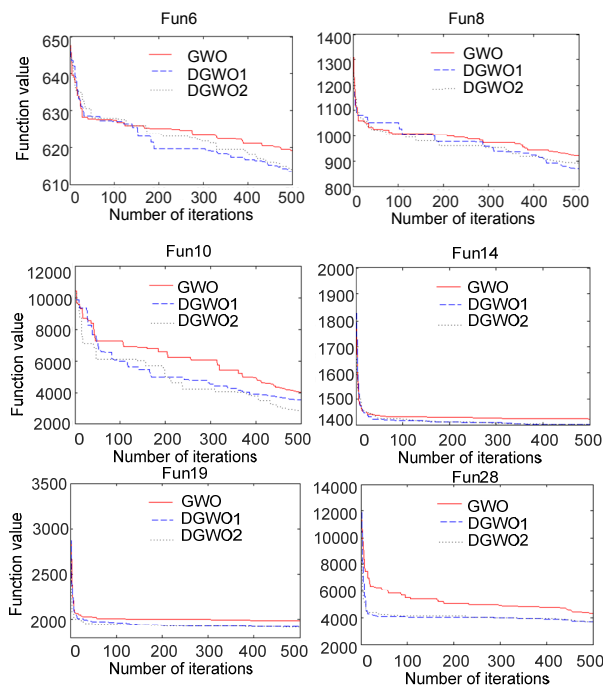 Fun6
650
640
630
620
610
Function value
GWO
DGWO1
DGWO2
0 100 200 300 400 500
Number of iterations
Fun8
1400
1300
1200
1100
1000
900
800
GWO
DGWO1
DGWO2
0 100 200 300 400 500
Number of iterations
Fun10
12000
10000
8000
6000
4000
2000
Function value
GWO
DGWO1
DGWO2
0 100 200 300 400 500
Number of iterations
Fun14
2000
1900
1800
1700
1600
1500
1400
GWO
DGWO1
DGWO2
0 100 200 300 400 500
Number of iterations
Fun19
3500
3000
2500
2000
Function value
GWO
DGWO1
DGWO2
0 100 200 300 400 500
Number of iterations
Fun28
14000
12000
10000
8000
6000
4000
2000
GWO
DGWO1
DGWO2
0 100 200 300 400 500
Number of iterations